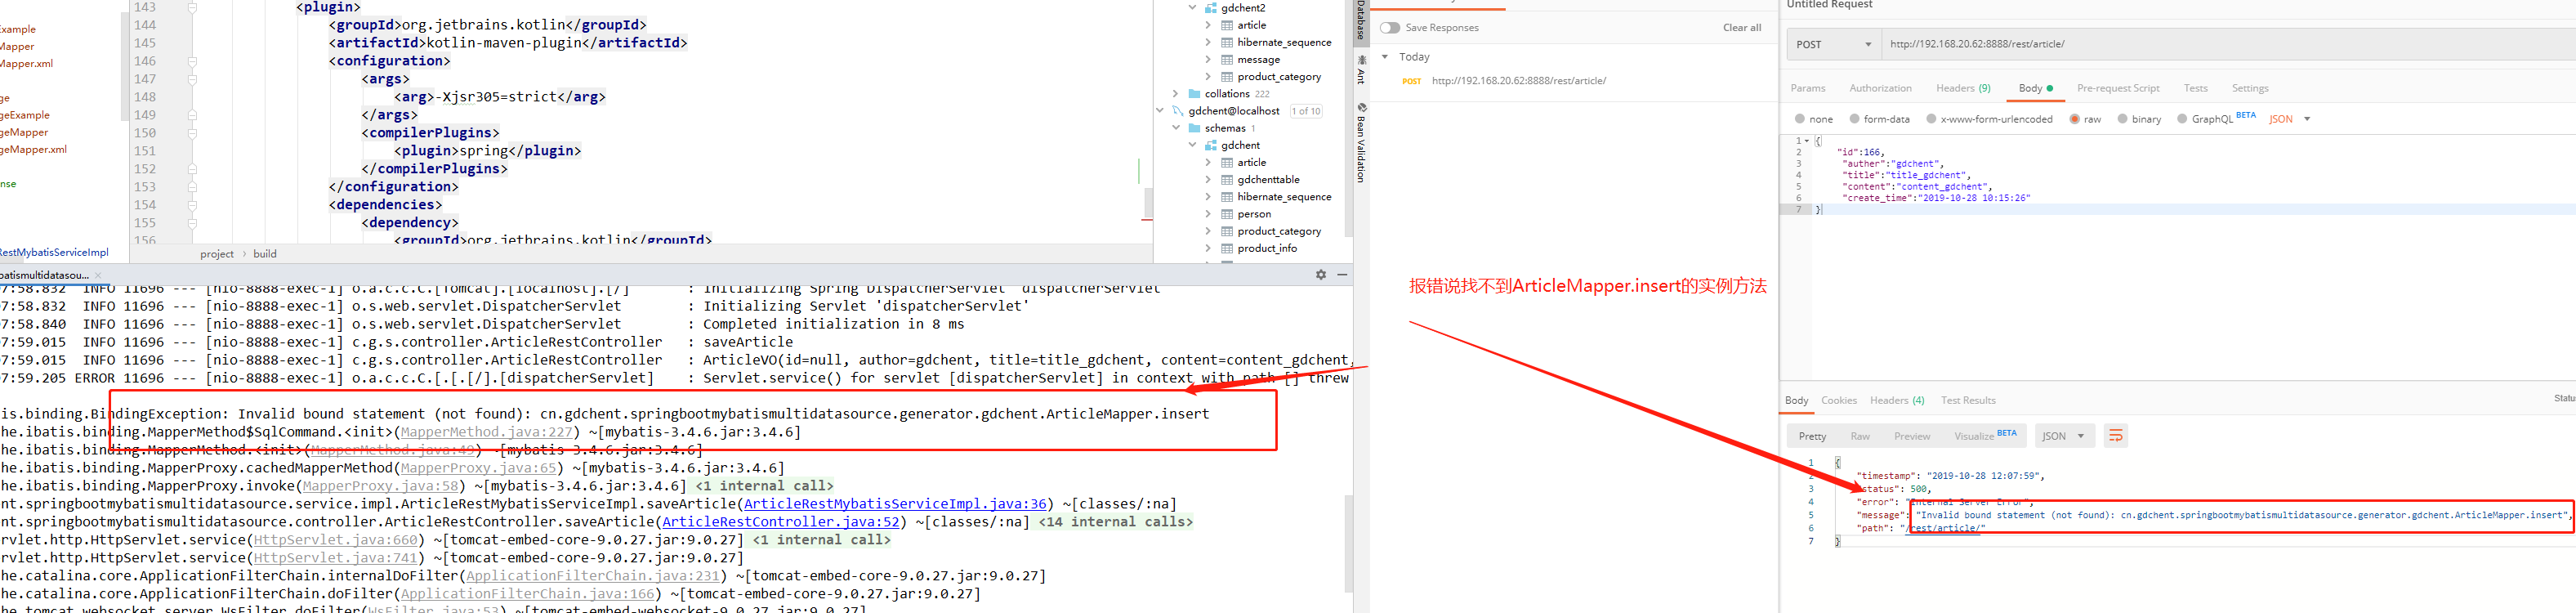 Example
Mapper
Mapper.xml
ge
geExample
geMapper
geMapper.xml
nse
RestMybatisServiceImpl
143 <plugin>
144 <groupId>org.jetbrains.kotlin</groupId>
145 <artifactId>kotlin-maven-plugin</artifactId>
146 <configuration>
147 <args>
148 <arg>-Xjsr305=strict</arg>
149 </args>
150 <compilerPlugins>
151 <plugin>spring</plugin>
152 </compilerPlugins>
153 </configuration>
154 <dependencies>
155 <dependency>
156 <groupId>org.jetbrains.kotlin</groupId>
project › build
gdchent2
article
hibernate_sequence
message
product_category
collations 222
gdchent@localhost 1 of 10
schemas 1
gdchent
article
gdchenttable
hibernate_sequence
person
product_category
product_info
Database
Ant
Bean Validation
batismultidatasou... ×
7:58.832 INFO 11696 --- [nio-8888-exec-1] o.a.c.c.C.[Tomcat].[localhost].[/] : Initializing Spring DispatcherServlet 'dispatcherServlet'
7:58.832 INFO 11696 --- [nio-8888-exec-1] o.s.web.servlet.DispatcherServlet : Initializing Servlet 'dispatcherServlet'
7:58.840 INFO 11696 --- [nio-8888-exec-1] o.s.web.servlet.DispatcherServlet : Completed initialization in 8 ms
7:59.015 INFO 11696 --- [nio-8888-exec-1] c.g.s.controller.ArticleRestController : saveArticle
7:59.015 INFO 11696 --- [nio-8888-exec-1] c.g.s.controller.ArticleRestController : ArticleVO(id=null, author=gdchent, title=title_gdchent, content=content_gdchent,
7:59.205 ERROR 11696 --- [nio-8888-exec-1] o.a.c.c.C.[.[.[/].[dispatcherServlet] : Servlet.service() for servlet [dispatcherServlet] in context with path [] threw
is.binding.BindingException: Invalid bound statement (not found): cn.gdchent.springbootmybatismultidatasource.generator.gdchent.ArticleMapper.insert
he.ibatis.binding.MapperMethod$SqlCommand.<init>(MapperMethod.java:227) ~[mybatis-3.4.6.jar:3.4.6]
he.ibatis.binding.MapperMethod.<init>(MapperMethod.java:49) ~[mybatis-3.4.6.jar:3.4.6]
he.ibatis.binding.MapperProxy.cachedMapperMethod(MapperProxy.java:65) ~[mybatis-3.4.6.jar:3.4.6]
he.ibatis.binding.MapperProxy.invoke(MapperProxy.java:58) ~[mybatis-3.4.6.jar:3.4.6] <1 internal call>
nt.springbootmybatismultidatasource.service.impl.ArticleRestMybatisServiceImpl.saveArticle(ArticleRestMybatisServiceImpl.java:36) ~[classes/:na]
nt.springbootmybatismultidatasource.controller.ArticleRestController.saveArticle(ArticleRestController.java:52) ~[classes/:na] <14 internal calls>
rvlet.http.HttpServlet.service(HttpServlet.java:660) ~[tomcat-embed-core-9.0.27.jar:9.0.27] <1 internal call>
rvlet.http.HttpServlet.service(HttpServlet.java:741) ~[tomcat-embed-core-9.0.27.jar:9.0.27]
he.catalina.core.ApplicationFilterChain.internalDoFilter(ApplicationFilterChain.java:231) ~[tomcat-embed-core-9.0.27.jar:9.0.27]
he.catalina.core.ApplicationFilterChain.doFilter(ApplicationFilterChain.java:166) ~[tomcat-embed-core-9.0.27.jar:9.0.27]
he.tomcat.websocket.server.WsFilter.doFilter(WsFilter.java:53) ~[tomcat-embed-websocket-9.0.27.jar:9.0.27]
Save Responses Clear all
Today
POST http://192.168.20.62:8888/rest/article/
报错说找不到ArticleMapper.insert的实例方法
Untitled Request
POST http://192.168.20.62:8888/rest/article/
Params Authorization Headers (9) Body Pre-request Script Tests Settings
none form-data x-www-form-urlencoded raw binary GraphQL BETA JSON
1 {
2 "id":166,
3 "auther":"gdchent",
4 "title":"title_gdchent",
5 "content":"content_gdchent",
6 "create_time":"2019-10-28 10:15:26"
7 }
Body Cookies Headers (4) Test Results Statu
Pretty Raw Preview Visualize BETA JSON
1 {
2 "timestamp": "2019-10-28 12:07:59",
3 "status": 500,
4 "error": "Internal Server Error",
5 "message": "Invalid bound statement (not found): cn.gdchent.springbootmybatismultidatasource.generator.gdchent.ArticleMapper.insert",
6 "path": "/rest/article/"
7 }